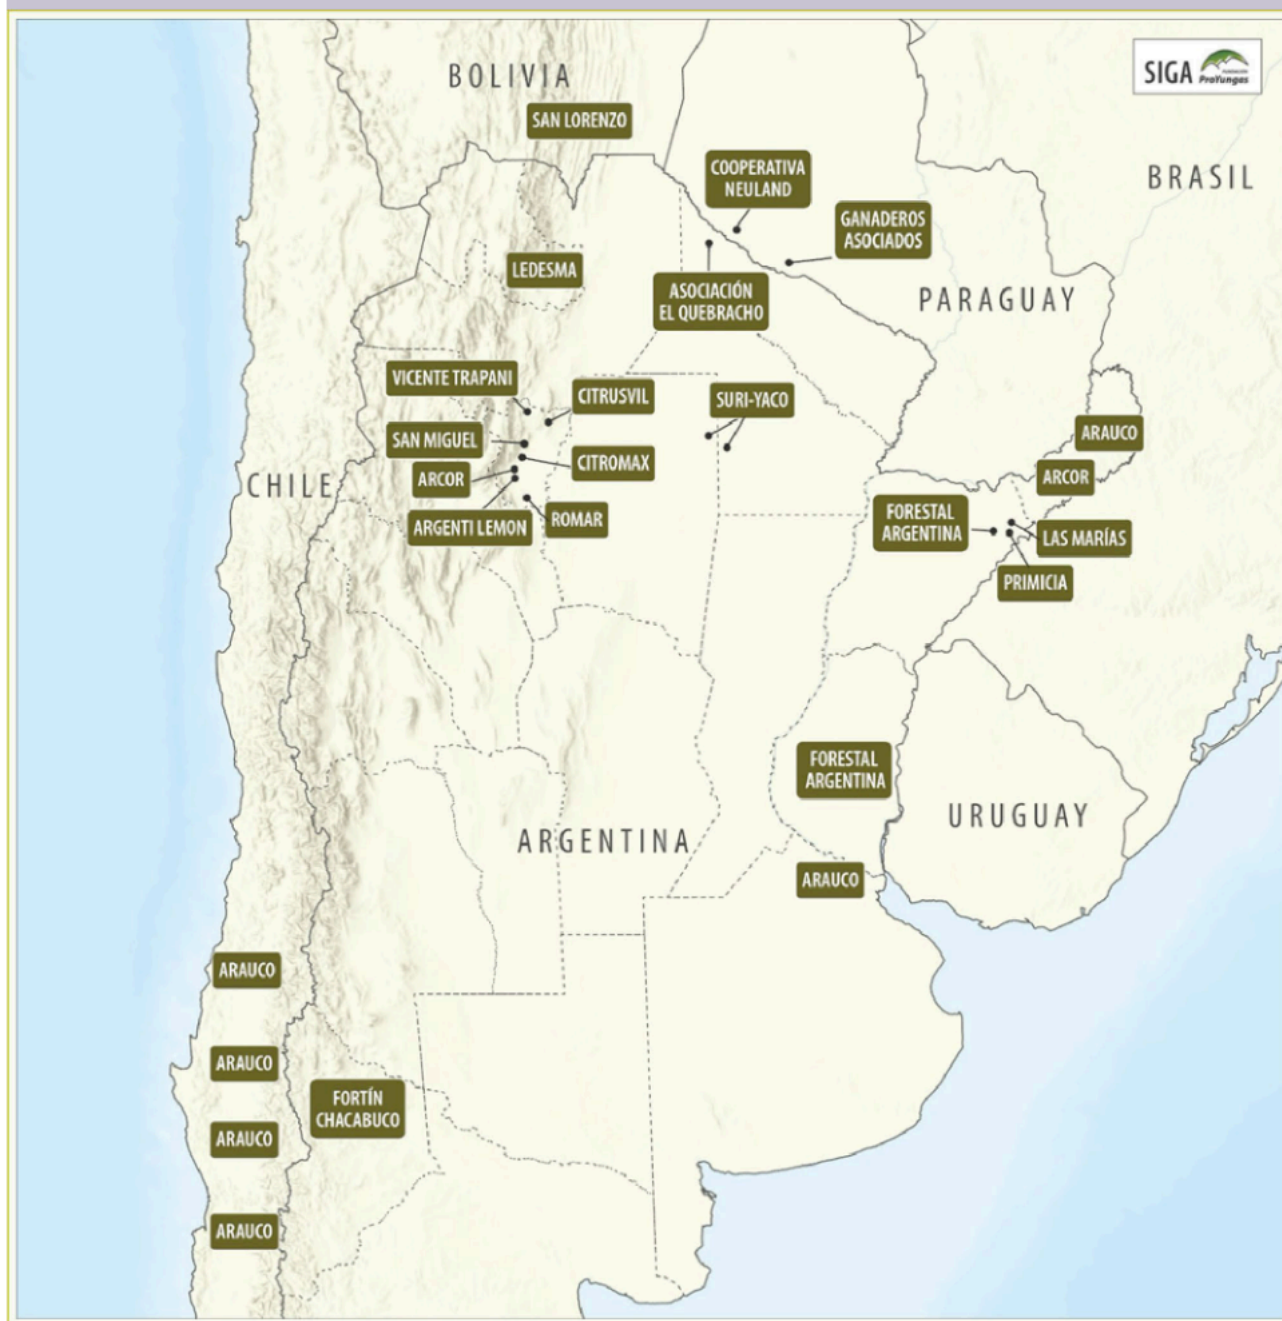 SIGA
FUNDACIÓN
ProYungas
BOLIVIA
SAN LORENZO
BRASIL
COOPERATIVA
NEULAND
GANADEROS
ASOCIADOS
LEDESMA
ASOCIACIÓN
EL QUEBRACHO
PARAGUAY
VICENTE TRAPANI
CITRUSVIL
SURI-YACO
SAN MIGUEL
ARAUCO
CITROMAX
ARCOR
ARCOR
CHILE
ARGENTI LEMON
ROMAR
FORESTAL
ARGENTINA
LAS MARÍAS
PRIMICIA
FORESTAL
ARGENTINA
URUGUAY
ARGENTINA
ARAUCO
ARAUCO
ARAUCO
FORTÍN
CHACABUCO
ARAUCO
ARAUCO